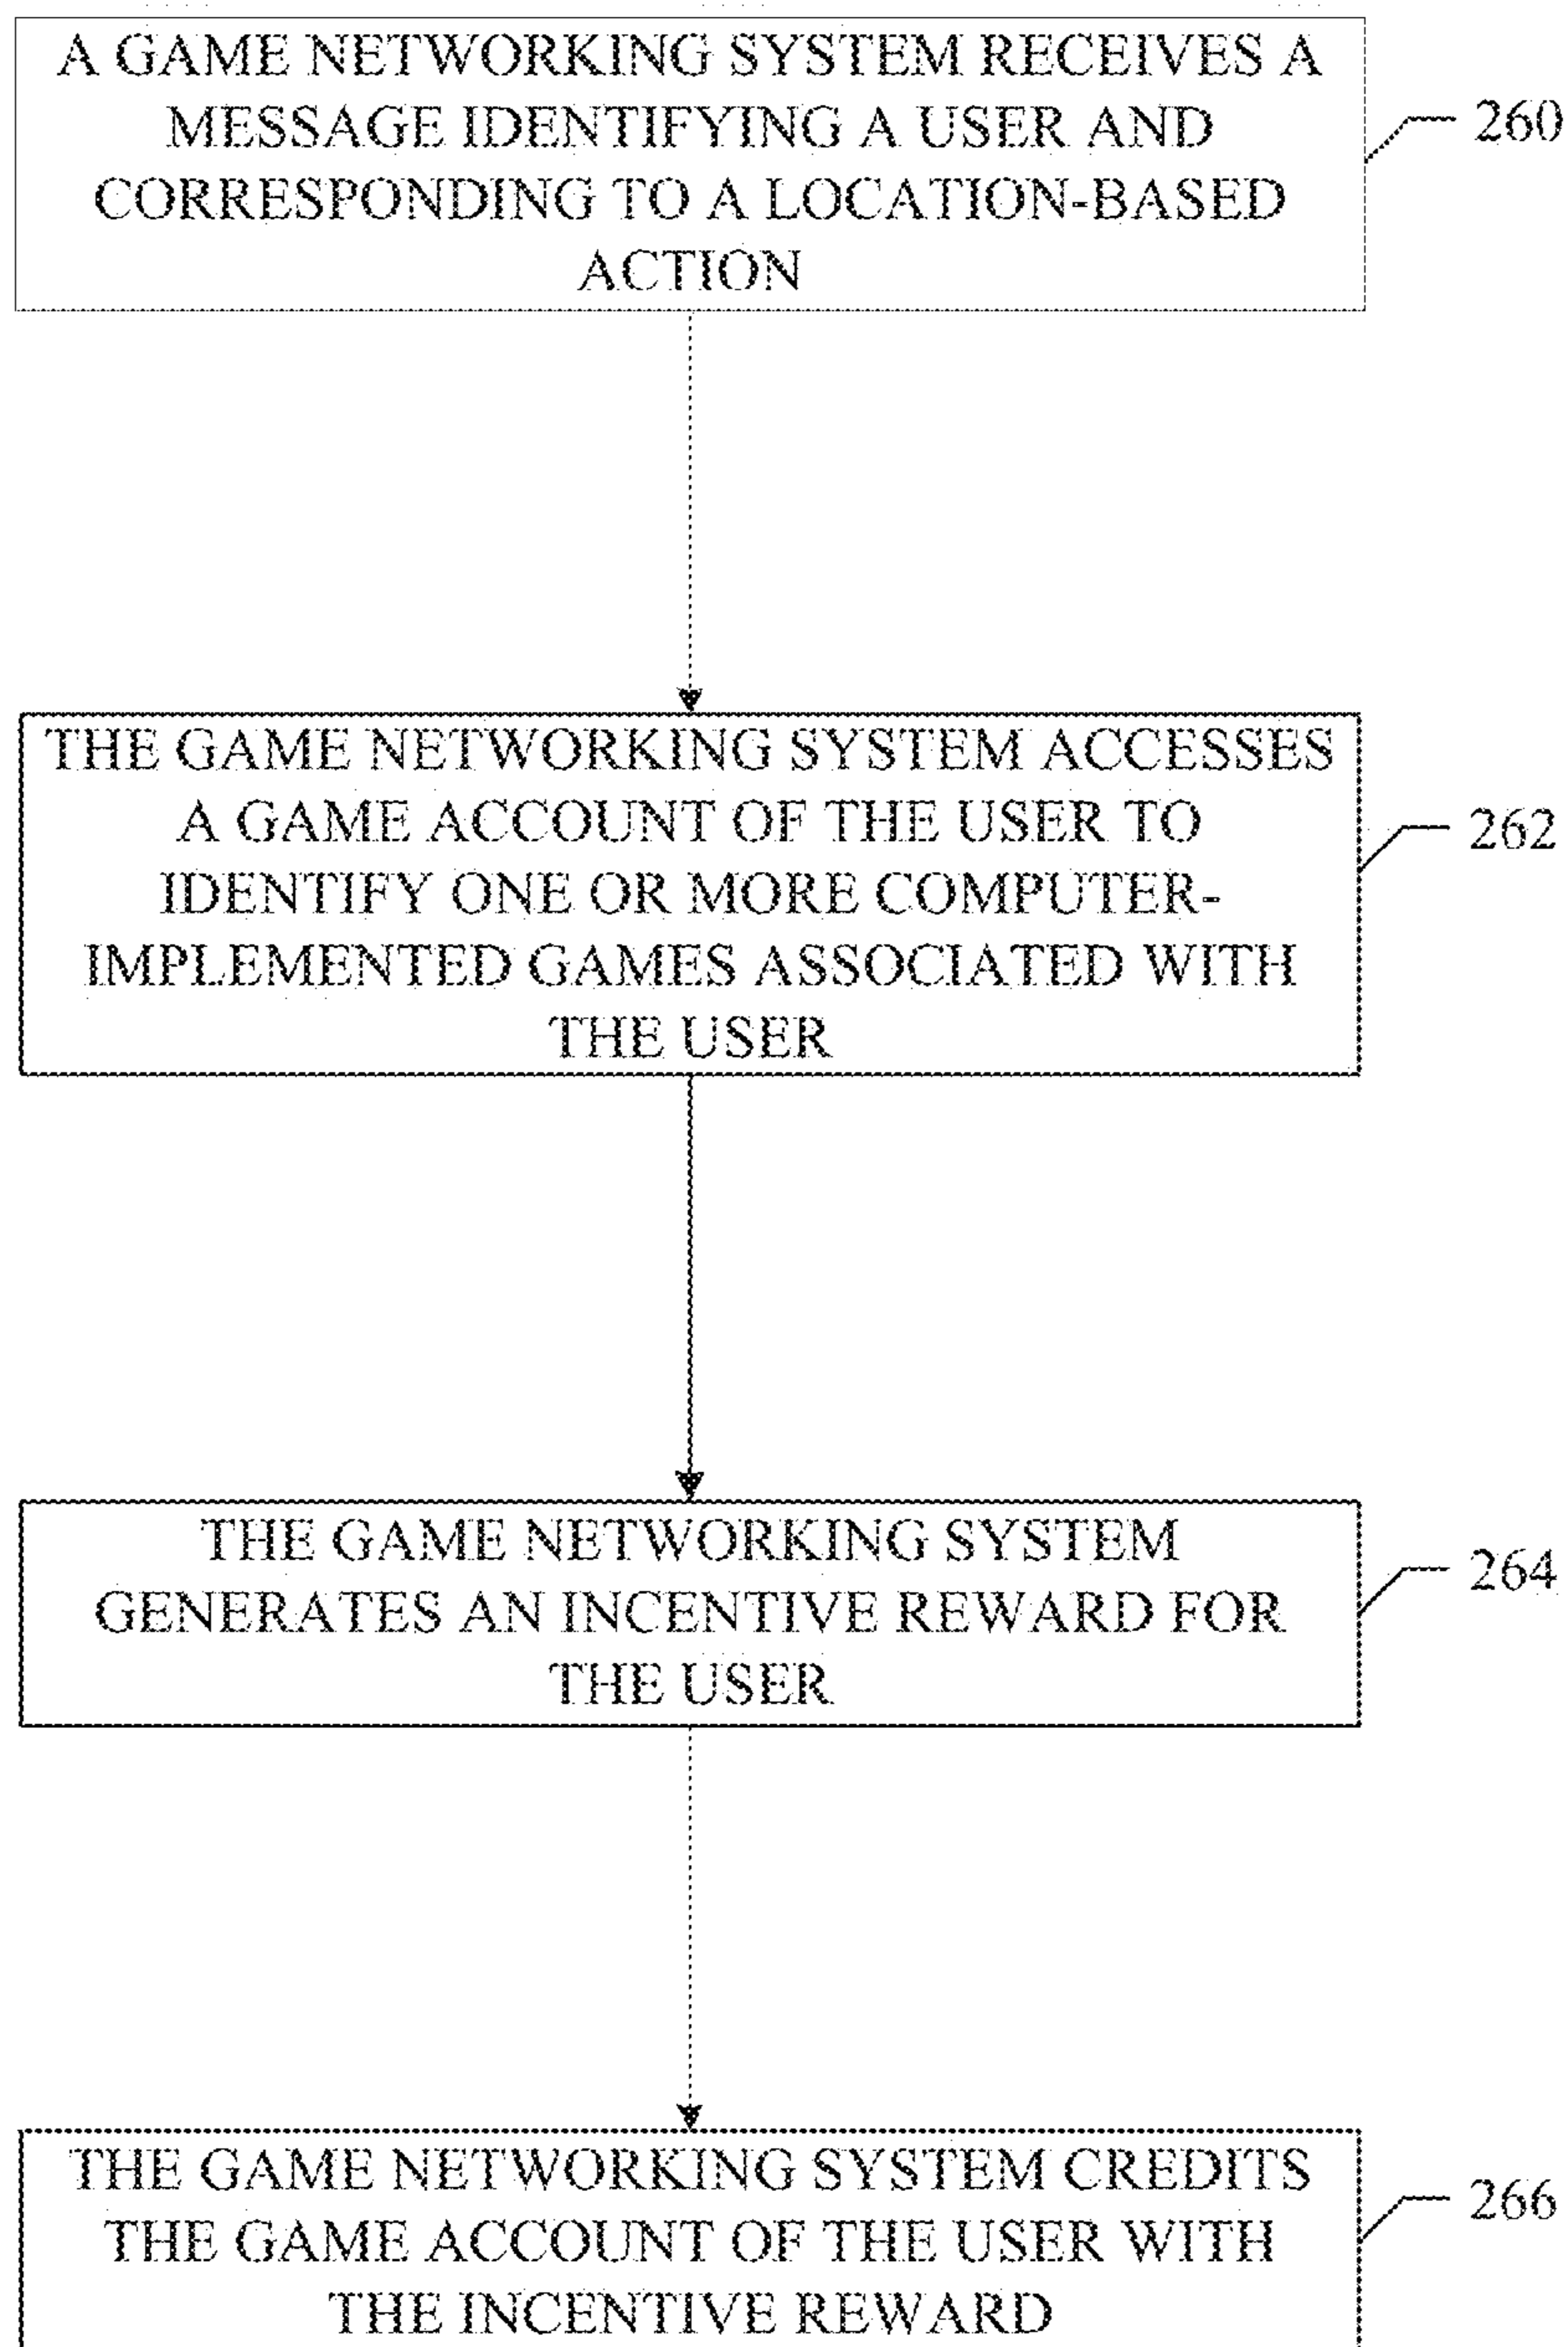 A GAME NETWORKING SYSTEM RECEIVES A
MESSAGE IDENTIFYING A USER AND
CORRESPONDING TO A LOCATION-BASED
ACTION
260
THE GAME NETWORKING SYSTEM ACCESSES
A GAME ACCOUNT OF THE USER TO
IDENTIFY ONE OR MORE COMPUTER-
IMPLEMENTED GAMES ASSOCIATED WITH
THE USER
262
THE GAME NETWORKING SYSTEM
GENERATES AN INCENTIVE REWARD FOR
THE USER
264
THE GAME NETWORKING SYSTEM CREDITS
THE GAME ACCOUNT OF THE USER WITH
THE INCENTIVE REWARD
266